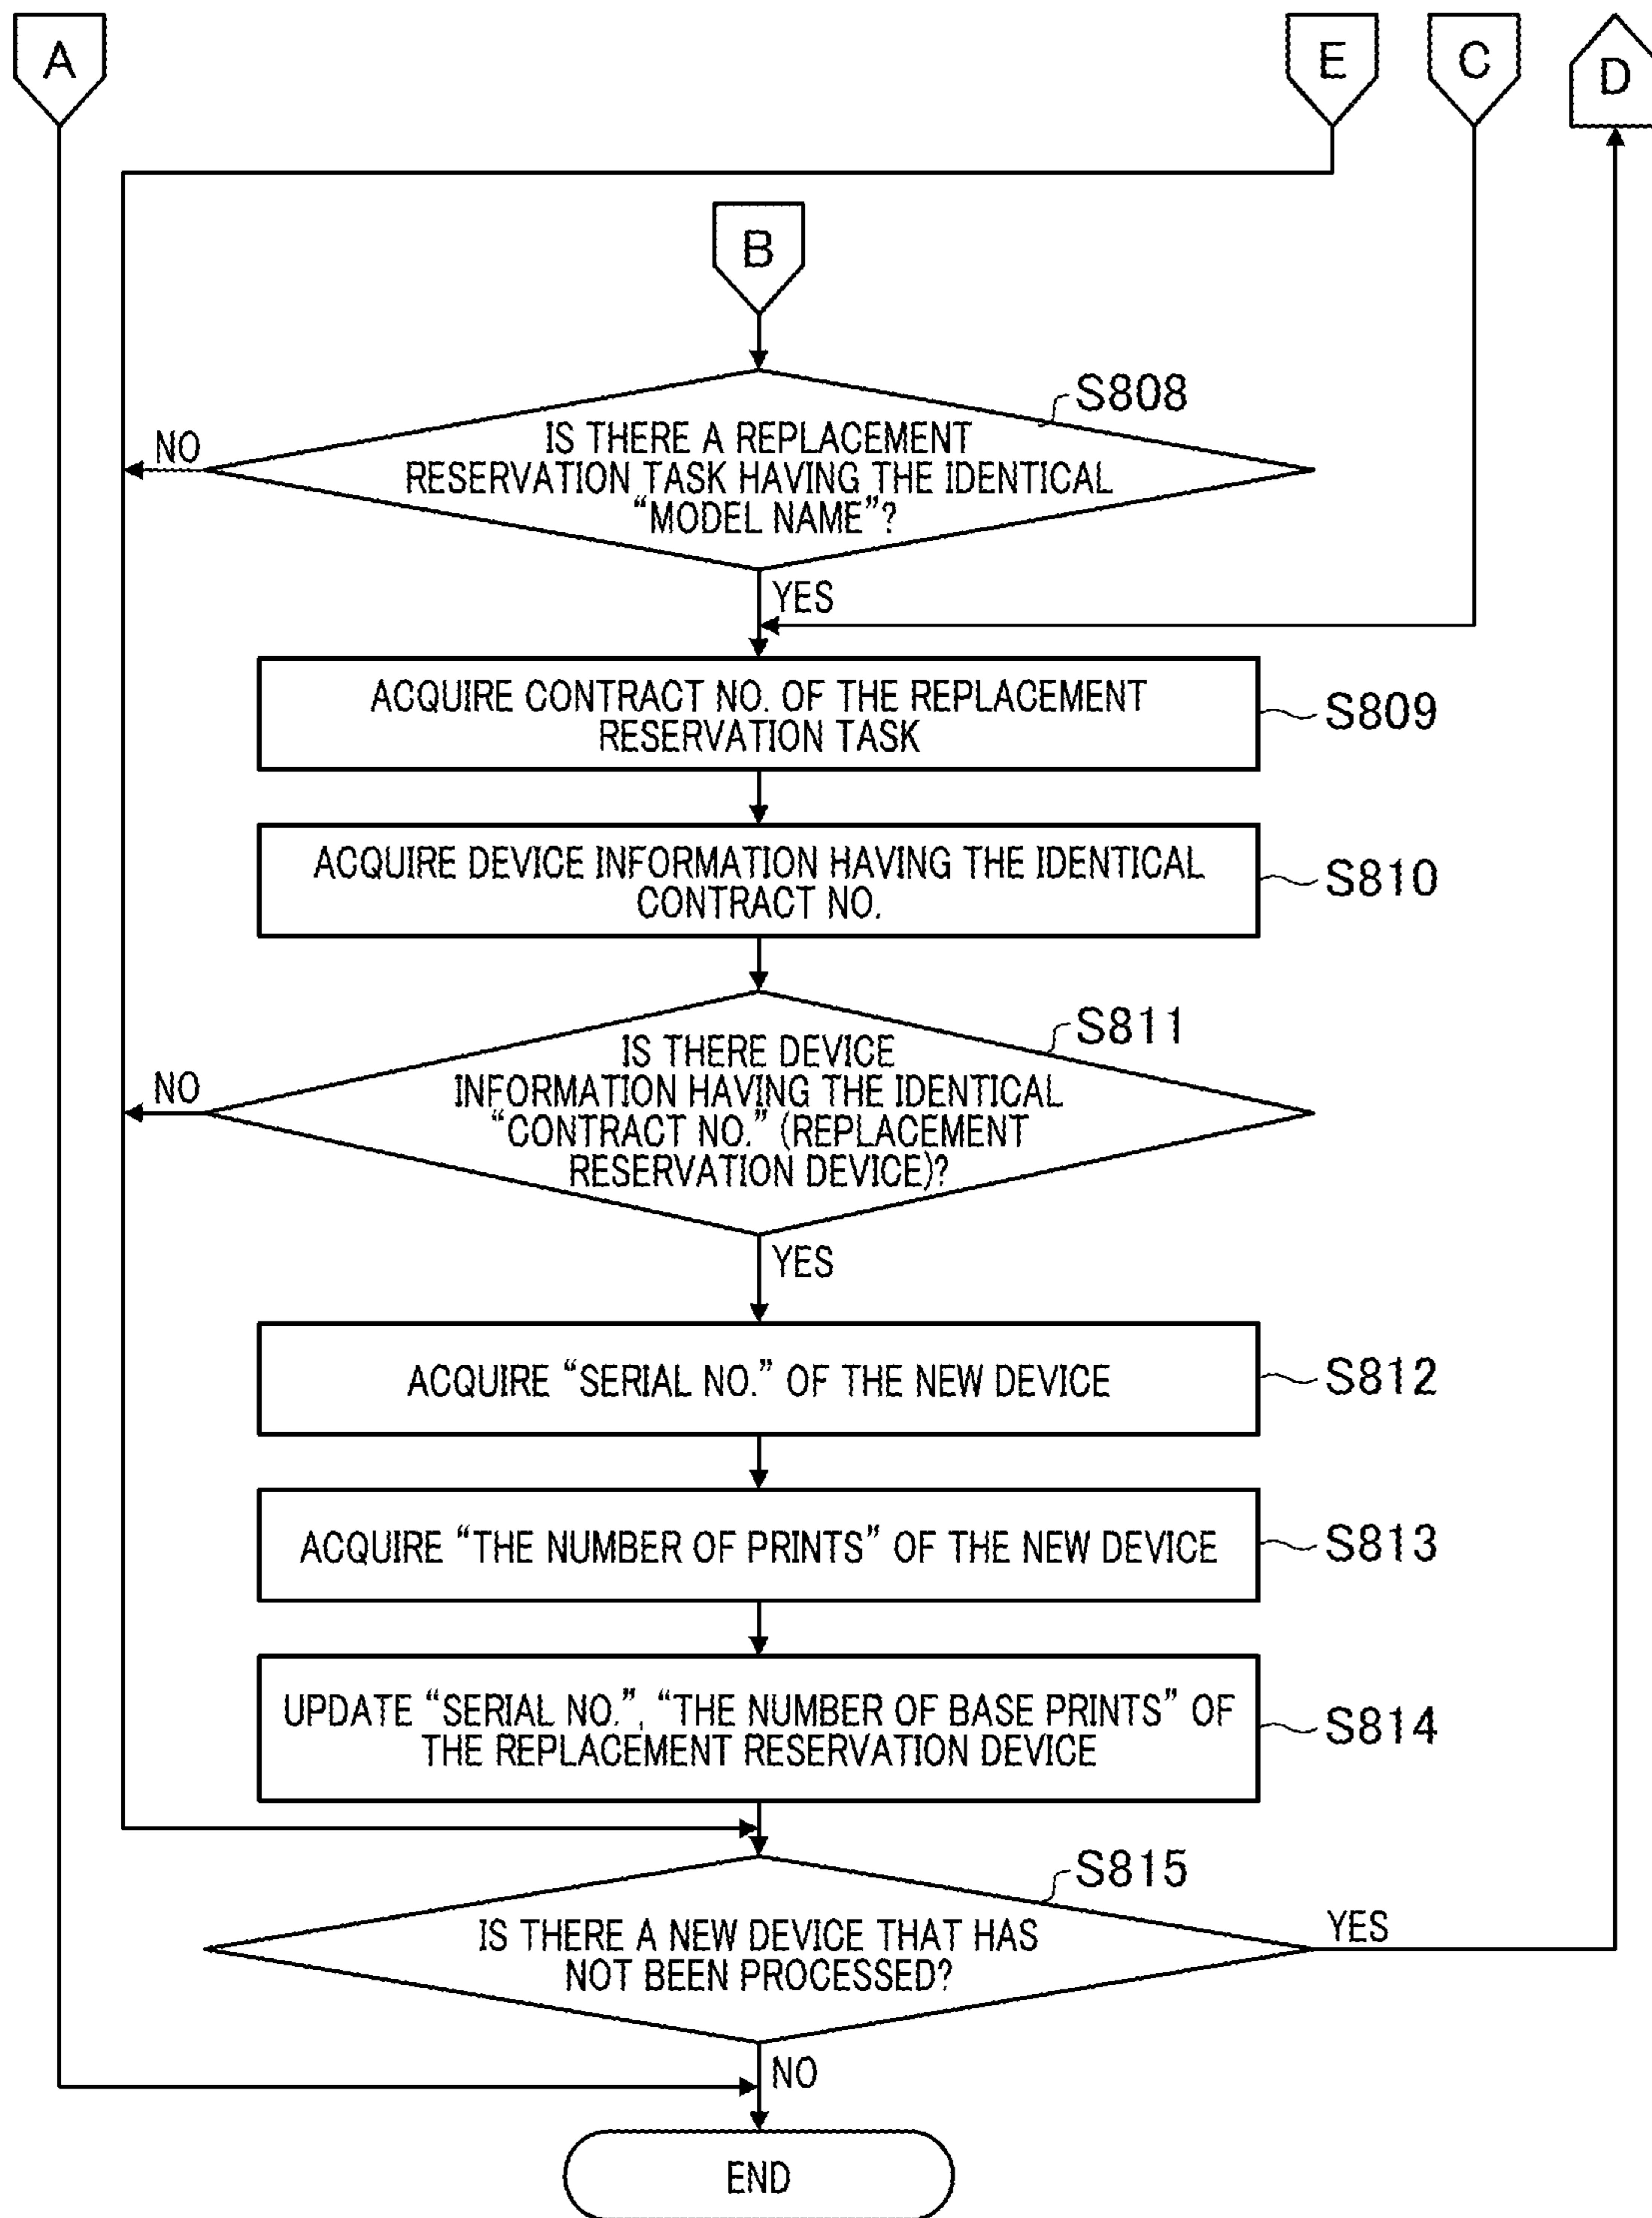 A
E
C
D
B
S808
IS THERE A REPLACEMENT
RESERVATION TASK HAVING THE IDENTICAL
“MODEL NAME”?
NO
YES
ACQUIRE CONTRACT NO. OF THE REPLACEMENT
RESERVATION TASK
S809
ACQUIRE DEVICE INFORMATION HAVING THE IDENTICAL
CONTRACT NO.
S810
S811
IS THERE DEVICE
INFORMATION HAVING THE IDENTICAL
“CONTRACT NO.” (REPLACEMENT
RESERVATION DEVICE)?
NO
YES
ACQUIRE “SERIAL NO.” OF THE NEW DEVICE
S812
ACQUIRE “THE NUMBER OF PRINTS” OF THE NEW DEVICE
S813
UPDATE “SERIAL NO.”, “THE NUMBER OF BASE PRINTS” OF
THE REPLACEMENT RESERVATION DEVICE
S814
S815
IS THERE A NEW DEVICE THAT HAS
NOT BEEN PROCESSED?
YES
NO
END